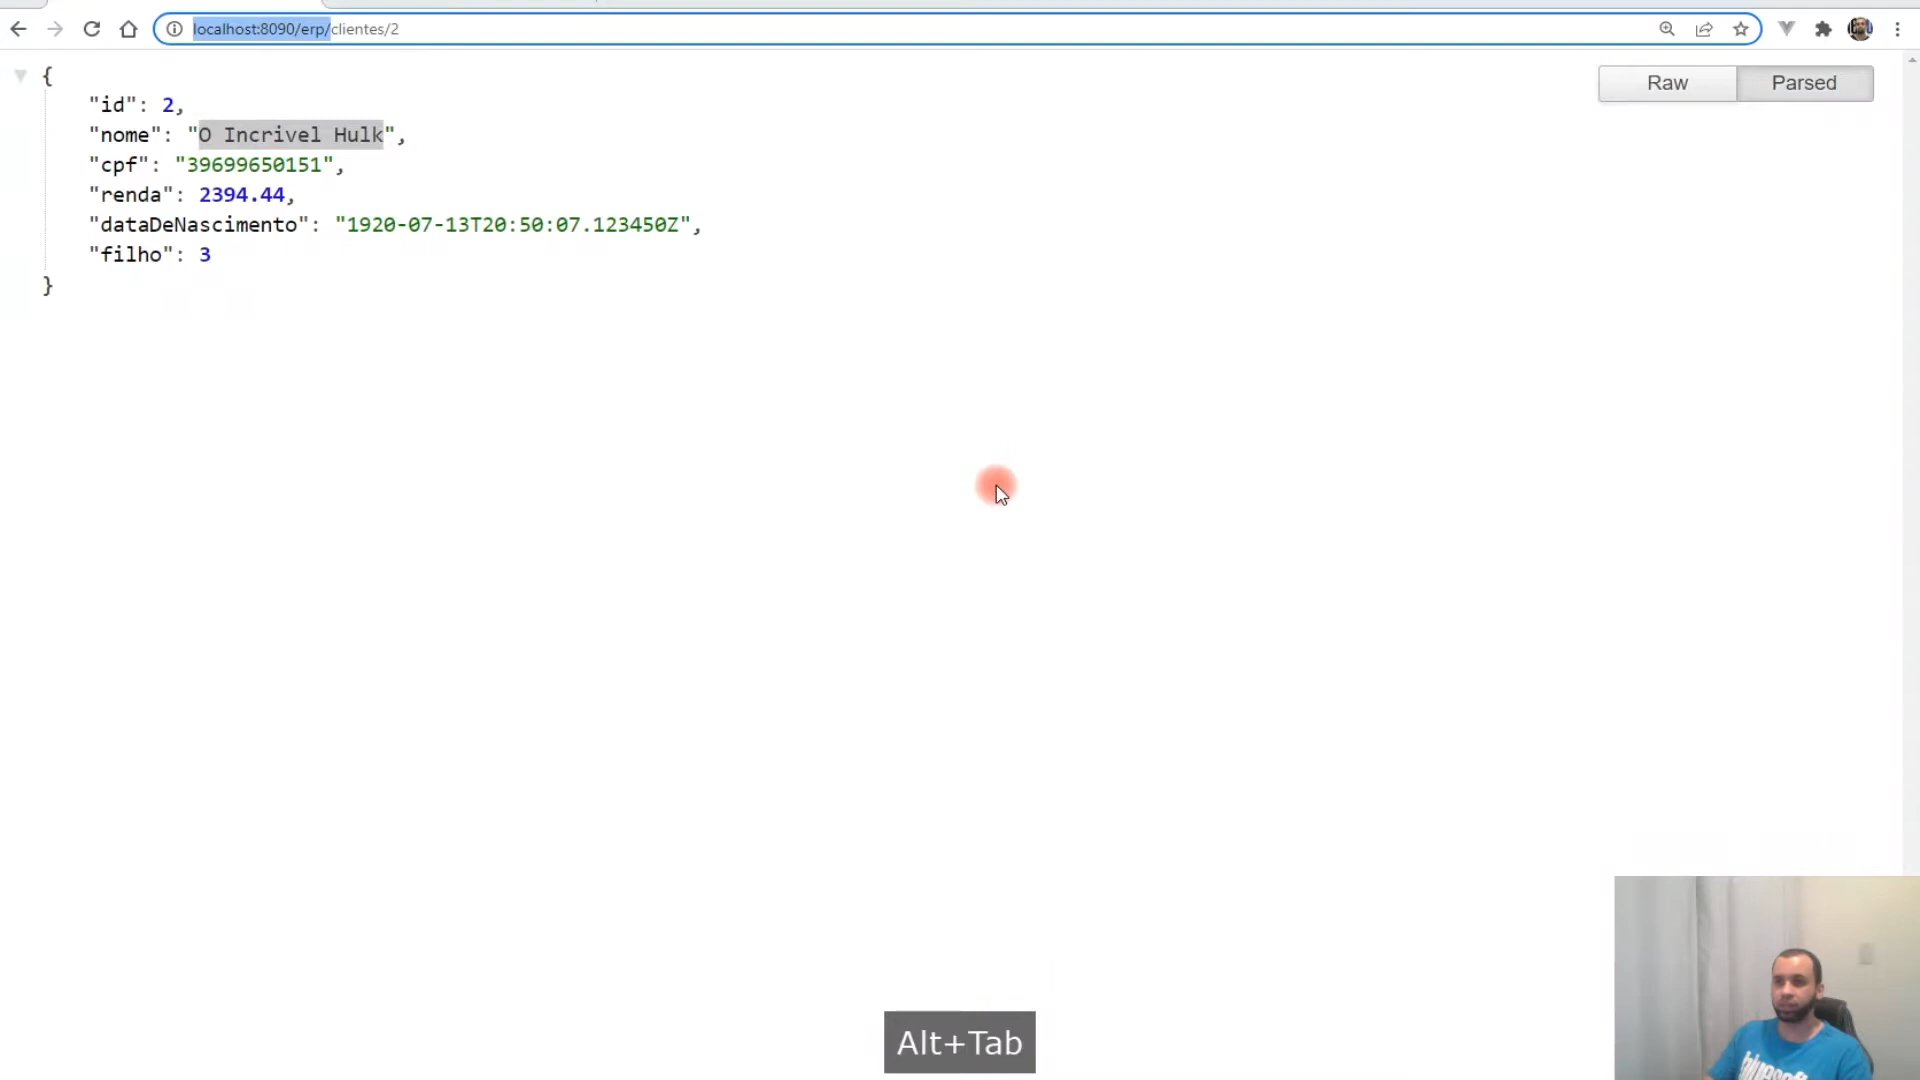 localhost:8090/erp/clientes/2
{
Raw
Parsed
"id": 2,
"nome": "O Incrivel Hulk",
"cpf": "39699650151",
"renda": 2394.44,
"dataDeNascimento": "1920-07-13T20:50:07.123450Z",
"filho": 3
}
bluesoft
Alt+Tab